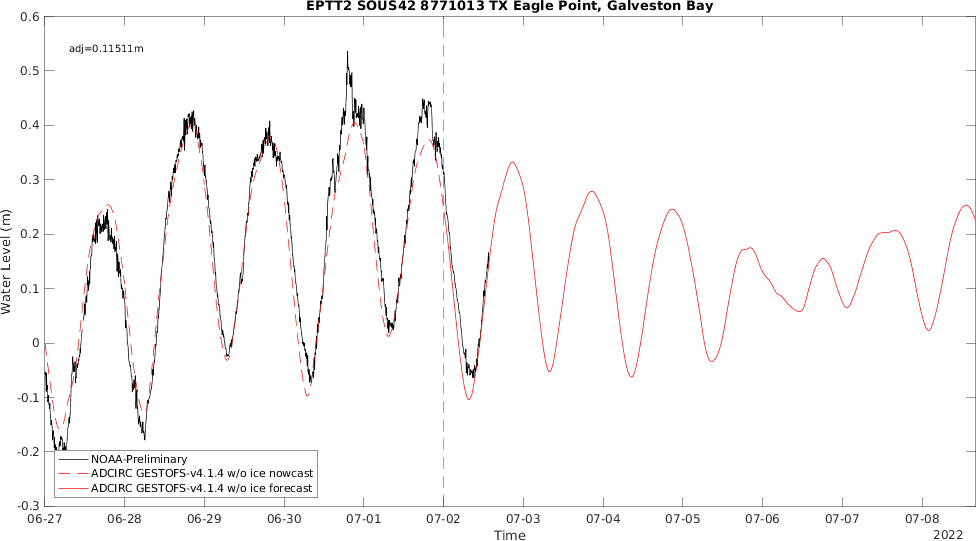 EPTT2 SOUS42 8771013 TX Eagle Point, Galveston Bay
adj=0.11511m
0.6
0.5
0.4
0.3
0.2
0.1
0
-0.1
-0.2
-0.3
Water Level (m)
NOAA-Preliminary
ADCIRC GESTOFS-v4.1.4 w/o ice nowcast
ADCIRC GESTOFS-v4.1.4 w/o ice forecast
06-27 06-28 06-29 06-30 07-01 07-02 07-03 07-04 07-05 07-06 07-07 07-08
Time
2022